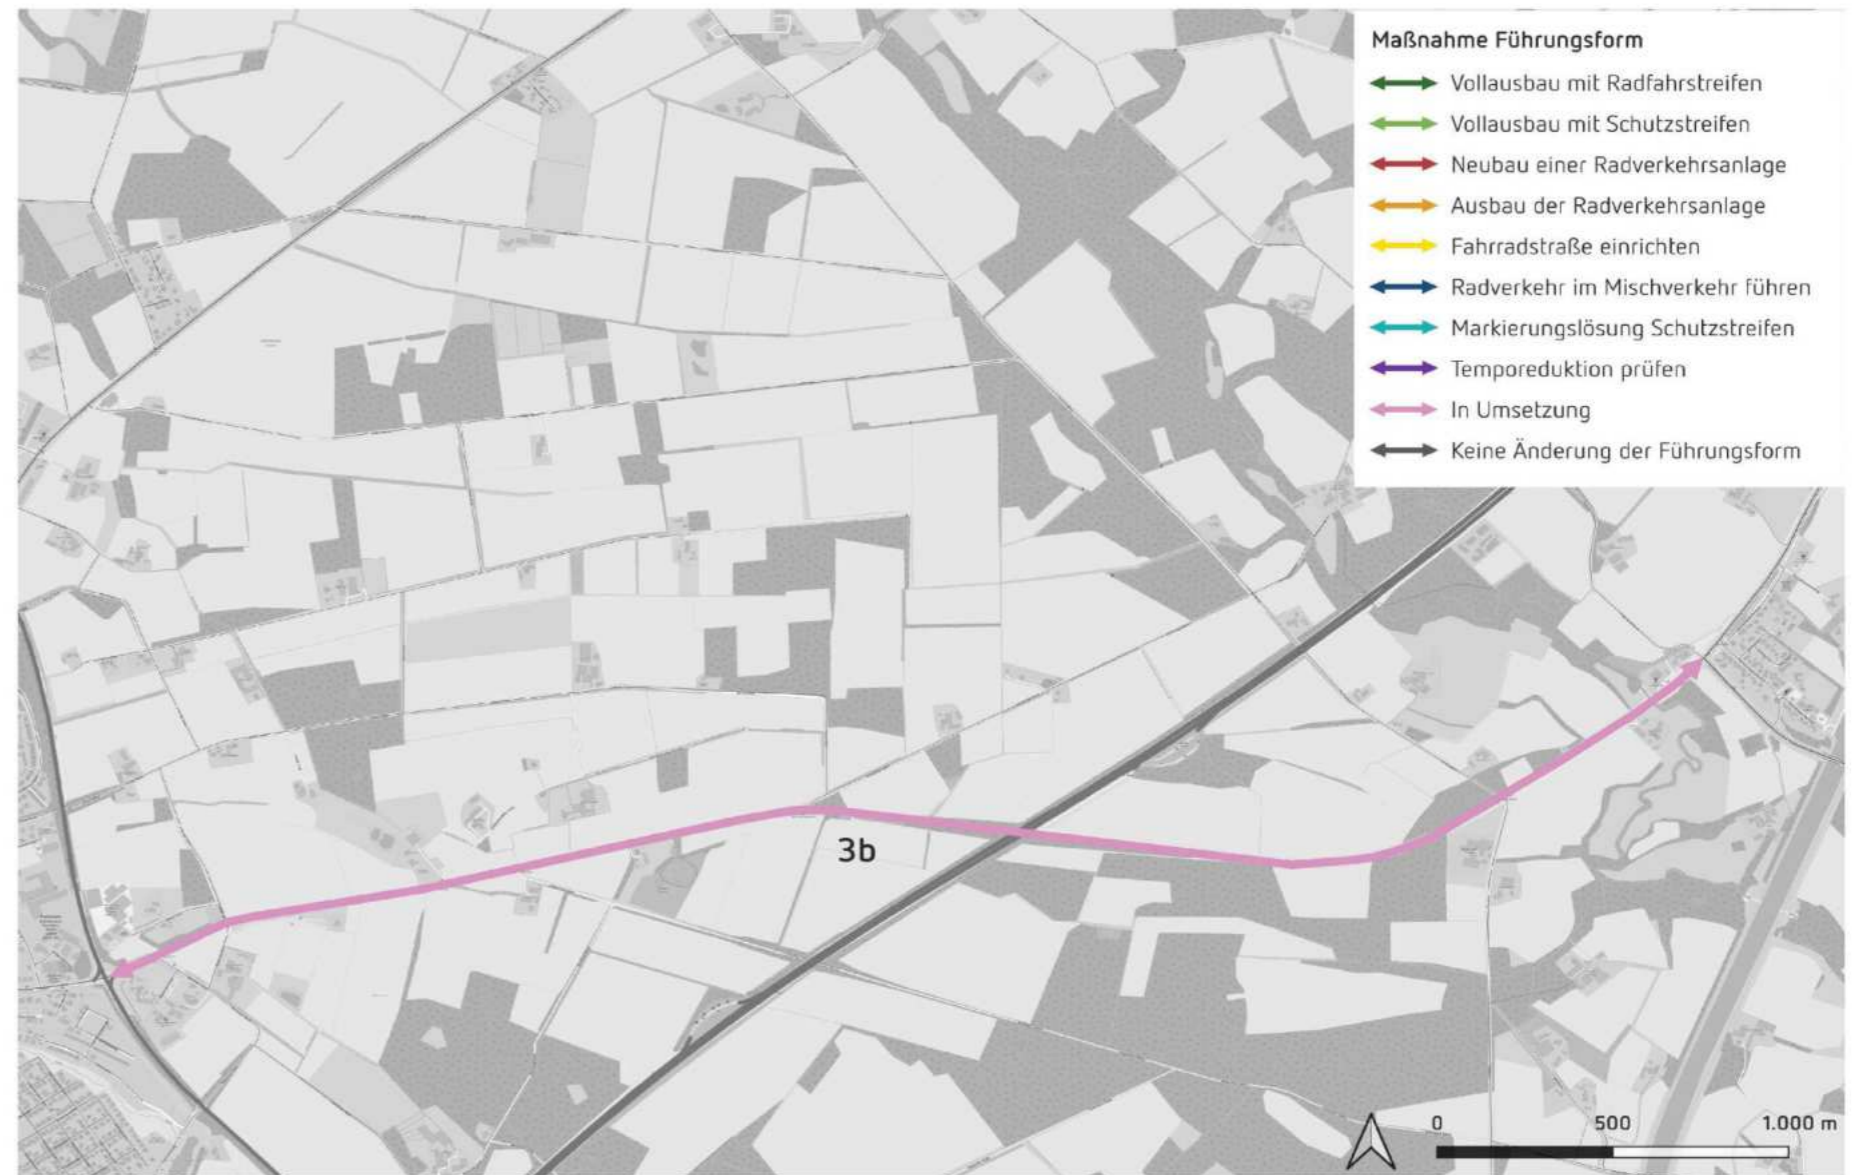 Maßnahme Führungsform
Vollausbau mit Radfahrstreifen
Vollausbau mit Schutzstreifen
Neubau einer Radverkehrsanlage
Ausbau der Radverkehrsanlage
Fahrradstraße einrichten
Radverkehr im Mischverkehr führen
Markierungslösung Schutzstreifen
Temporeduktion prüfen
In Umsetzung
Keine Änderung der Führungsform
3b
0 500 1.000 m